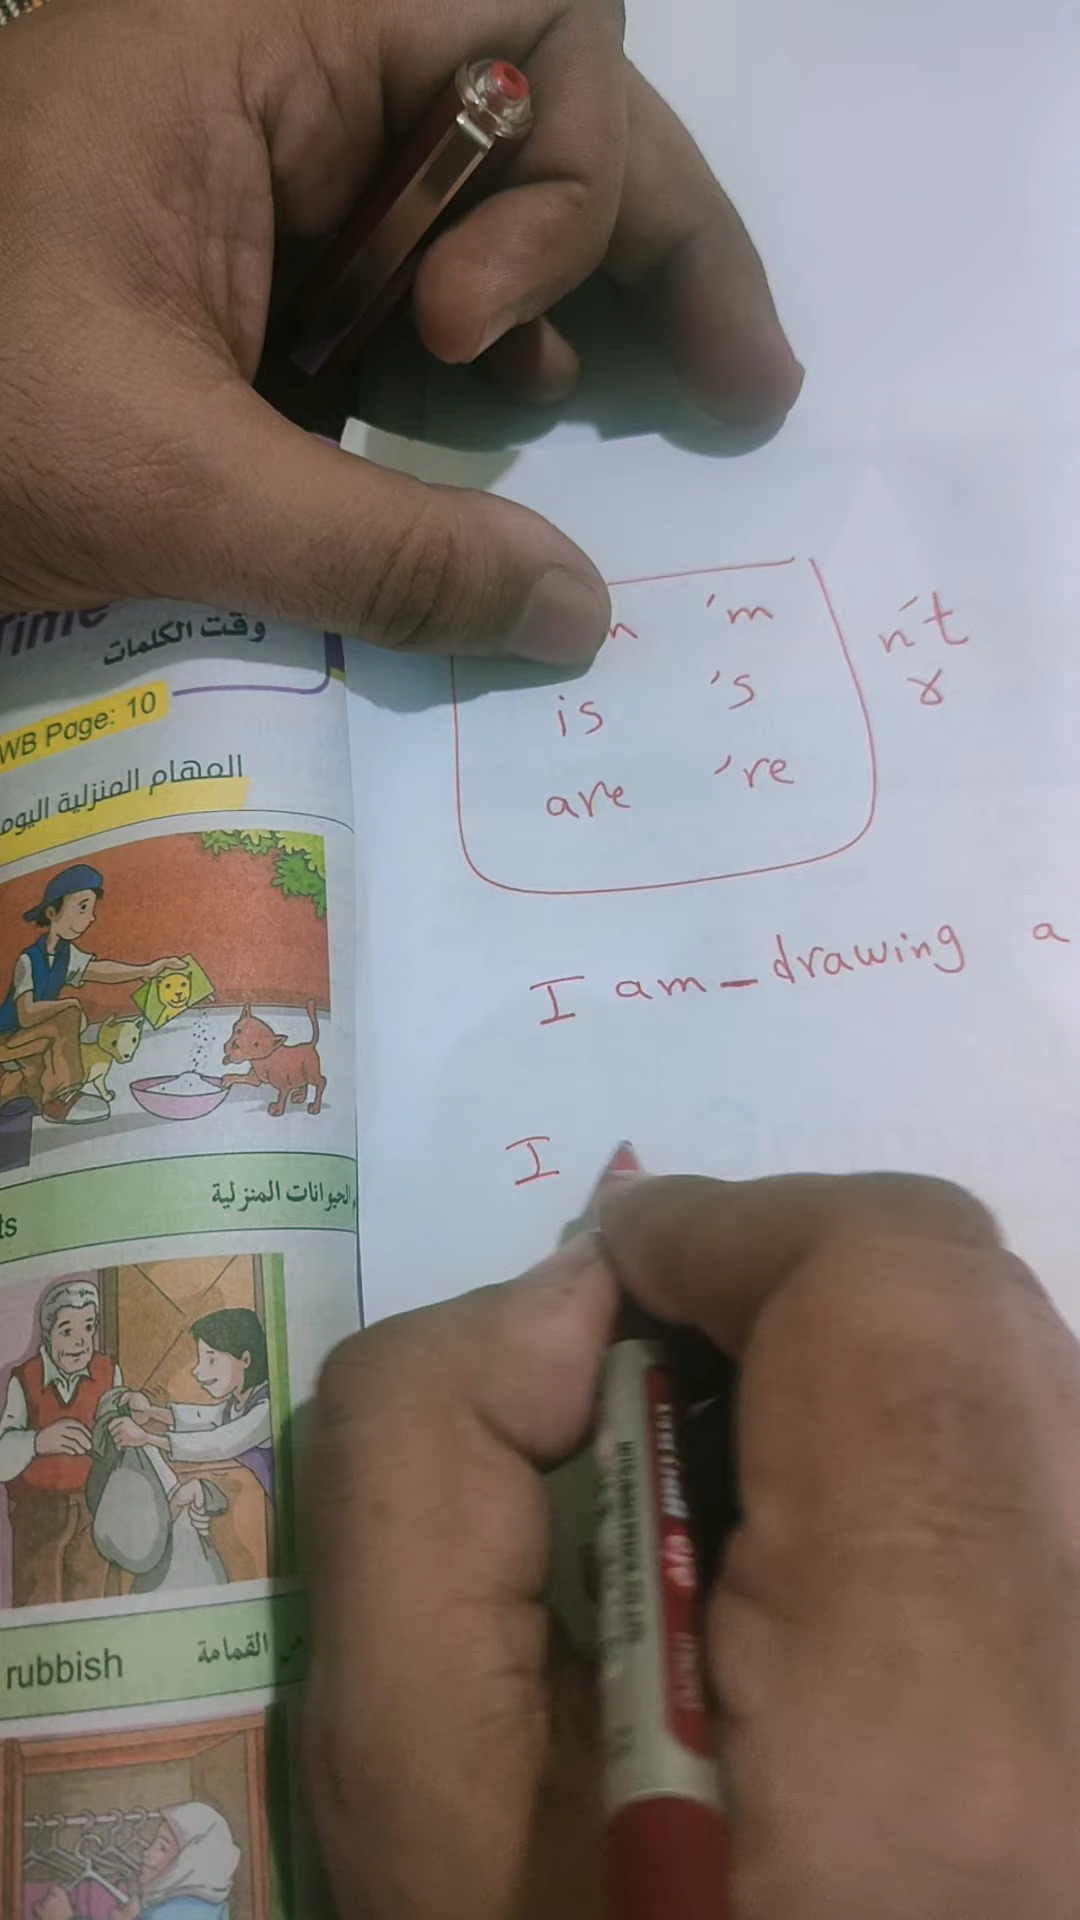 Time
وقت الكلمات
WB Page: 10
المهام المنزلية اليوم
n 'm n't
is 's
are 're
I am _ drawing a
I
الحيوانات المنزلية
ts
القمامة
rubbish